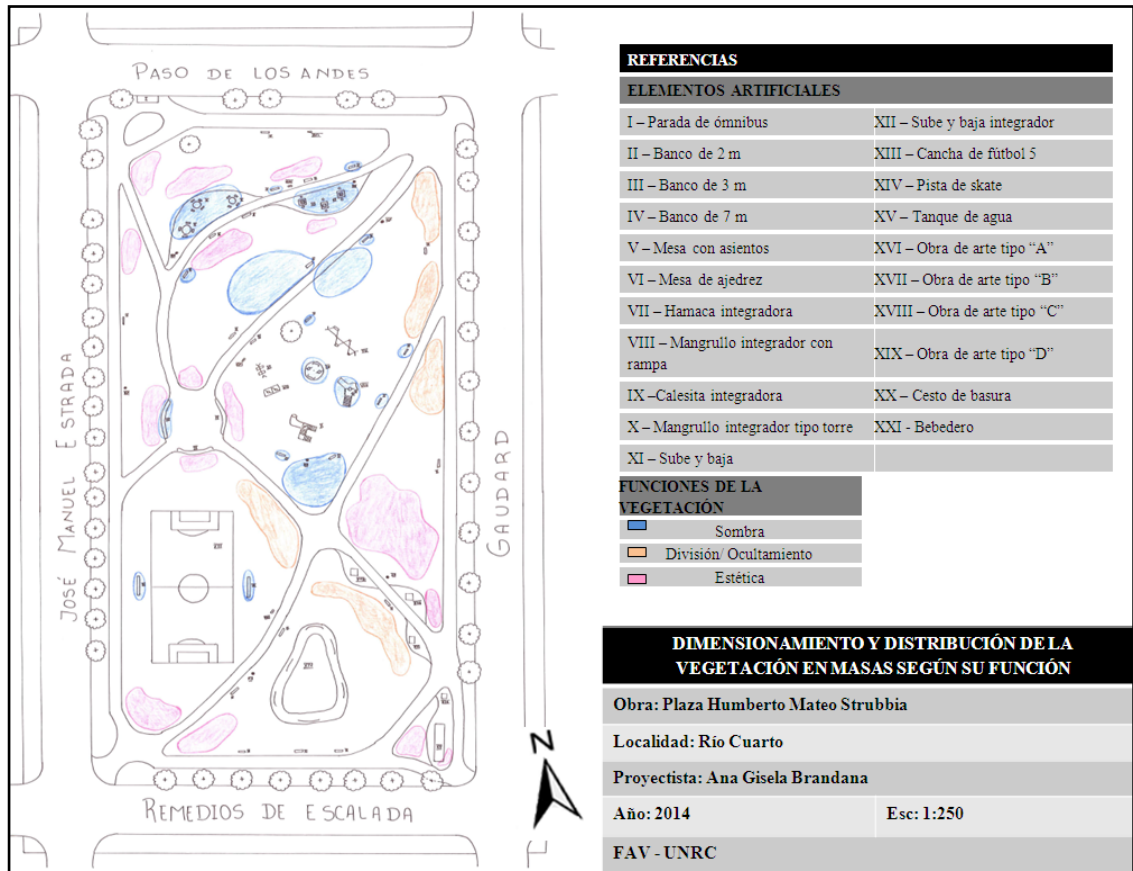 PASO DE LOS ANDES
JOSÉ MANUEL ESTRADA
GAUDARD
REMEDIOS DE ESCALADA
N
REFERENCIAS
ELEMENTOS ARTIFICIALES
I – Parada de ómnibus
XII – Sube y baja integrador
II – Banco de 2 m
XIII – Cancha de fútbol 5
III – Banco de 3 m
XIV – Pista de skate
IV – Banco de 7 m
XV – Tanque de agua
V – Mesa con asientos
XVI – Obra de arte tipo “A”
VI – Mesa de ajedrez
XVII – Obra de arte tipo “B”
VII – Hamaca integradora
XVIII – Obra de arte tipo “C”
VIII – Mangrullo integrador con
rampa
XIX – Obra de arte tipo “D”
IX –Calesita integradora
XX – Cesto de basura
X – Mangrullo integrador tipo torre
XXI - Bebedero
XI – Sube y baja
FUNCIONES DE LA
VEGETACIÓN
Sombra
División/ Ocultamiento
Estética
DIMENSIONAMIENTO Y DISTRIBUCIÓN DE LA
VEGETACIÓN EN MASAS SEGÚN SU FUNCIÓN
Obra: Plaza Humberto Mateo Strubbia
Localidad: Río Cuarto
Proyectista: Ana Gisela Brandana
Año: 2014
Esc: 1:250
FAV - UNRC